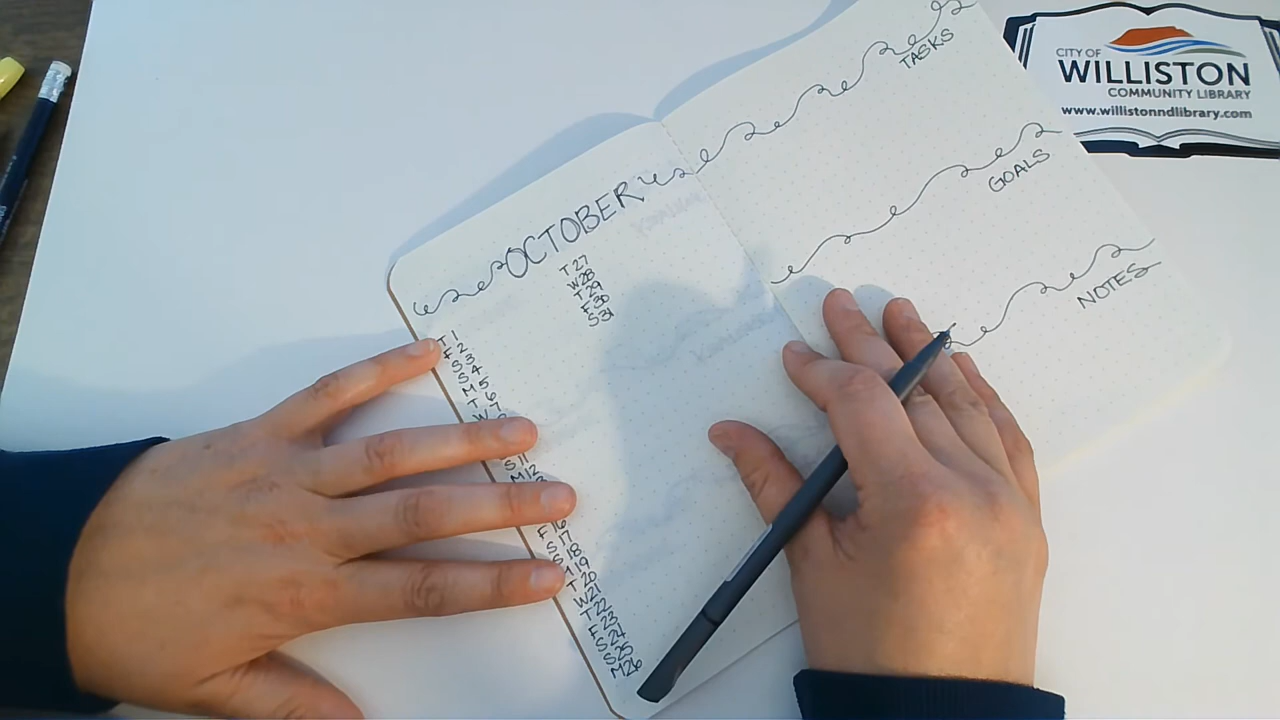 CITY OF
WILLISTON
COMMUNITY LIBRARY
www.willistonndlibrary.com
TASKS
GOALS
NOTES
OCTOBER
T 27
W 28
T 29
F 30
S 31
T 1
F 2
S 3
S 4
M 5
T 6
W 7
S 11
M 12
F 16
S 17
S 18
M 19
T 20
W 21
T 22
F 23
S 24
S 25
M 26